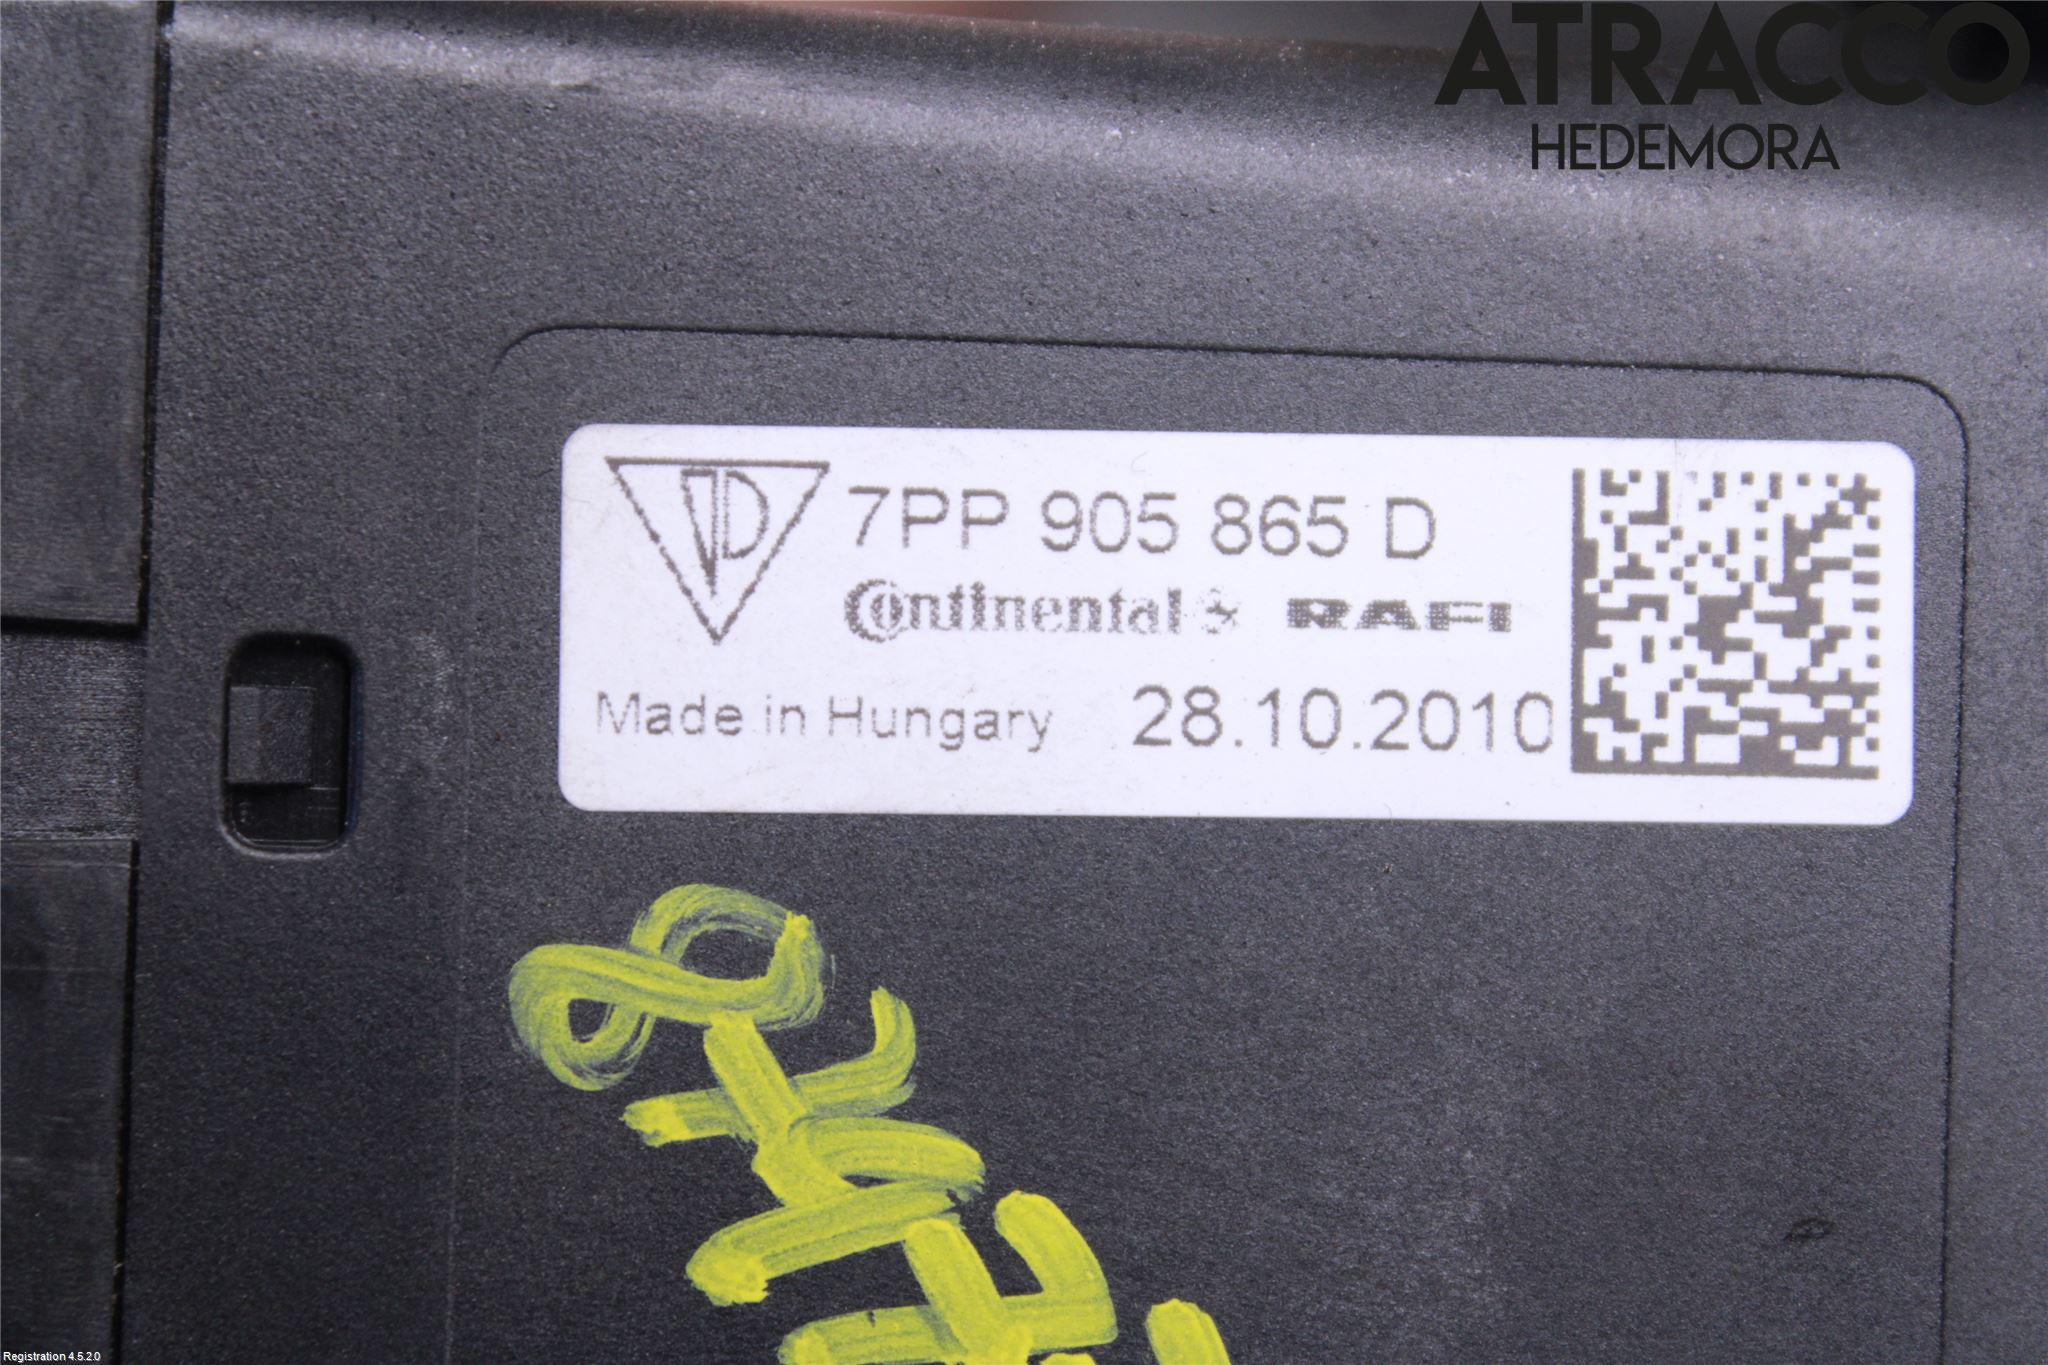 ATRACCO
HEDEMORA
7PP 905 865 D
Continental RAFI
Made in Hungary 28.10.2010
Registration 4.5.2.0